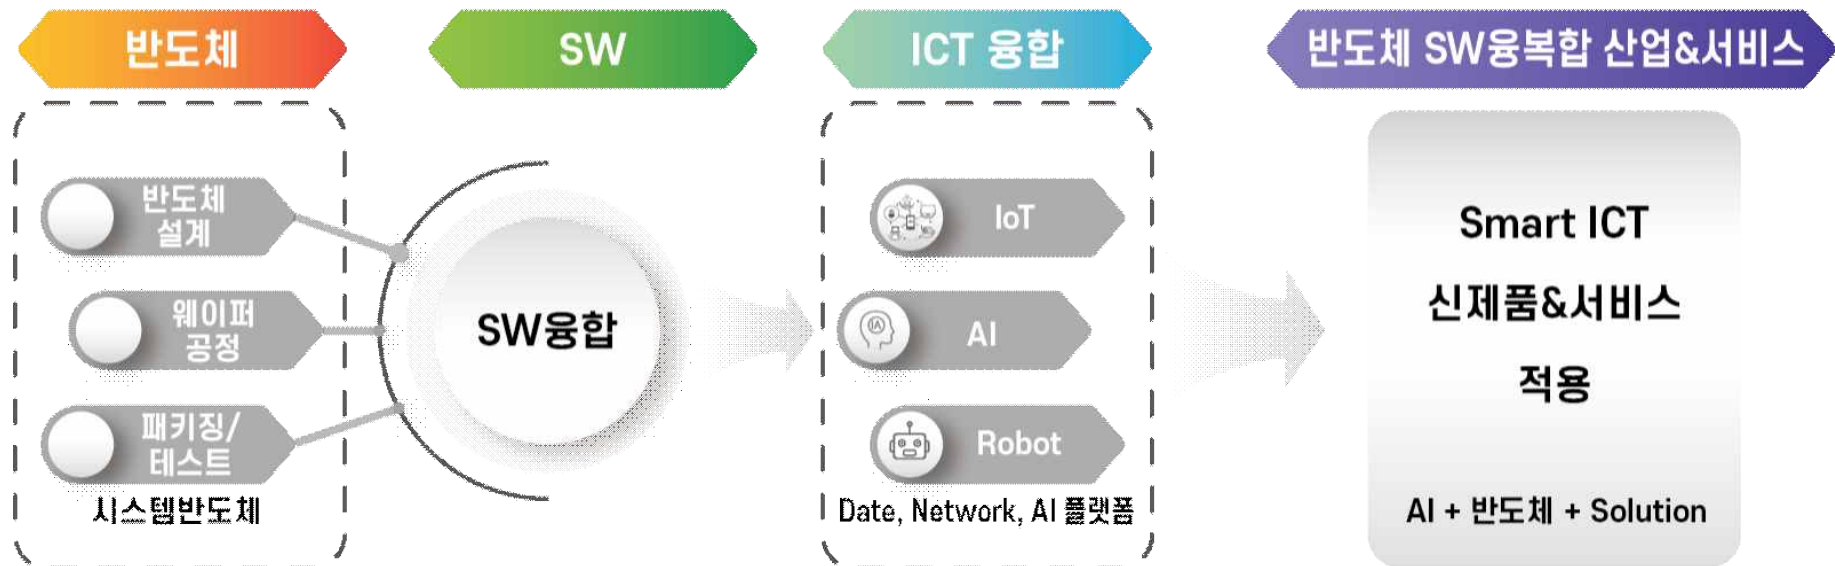 반도체
SW
ICT 융합
반도체 SW융복합 산업&서비스
반도체
설계
웨이퍼
공정
패키징/
테스트
시스템반도체
SW융합
IoT
IA
AI
Robot
Date, Network, AI 플랫폼
Smart ICT
신제품&서비스
적용
AI + 반도체 + Solution